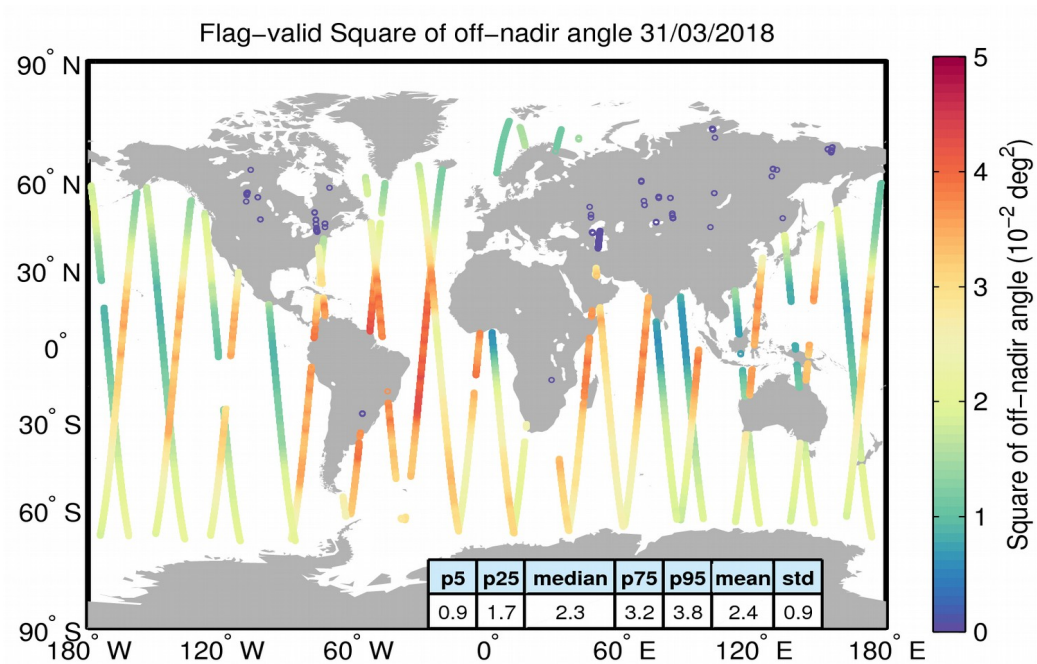 Flag−valid Square of off−nadir angle 31/03/2018
90° N
60° N
30° N
0°
30° S
60° S
90° S
180° W
120° W
60° W
0°
60° E
120° E
180° E
p5 p25 median p75 p95 mean std
0.9 1.7 2.3 3.2 3.8 2.4 0.9
5
4
3
2
1
0
Square of off−nadir angle (10⁻² deg²)